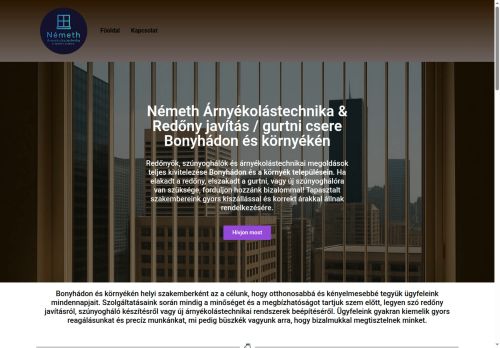 Németh
Főoldal
Kapcsolat
Németh Árnyékolástechnika &
Redőny javítás / gurtni csere
Bonyhádon és környékén
Redőnyök, szúnyoghálók és árnyékolástechnikai megoldások
teljes kivitelezése Bonyhádon és a környék településein. Ha
elakadt a redőny, elszakadt a gurtni, vagy új szúnyoghálóra
van szüksége, forduljon hozzánk bizalommal! Tapasztalt
szakembereink gyors kiszállással és korrekt árakkal állnak
rendelkezésére.
Hívjon most
Bonyhádon és környékén helyi szakemberként az a célunk, hogy otthonosabbá és kényelmesebbé tegyük ügyfeleink
mindennapjait. Szolgáltatásaink során mindig a minőséget és a megbízhatóságot tartjuk szem előtt, legyen szó redőny
javításról, szúnyogháló készítésről vagy új árnyékolástechnikai rendszerek beépítéséről. Ügyfeleink gyakran kiemelik gyors
reagálásunkat és precíz munkánkat, mi pedig büszkék vagyunk arra, hogy bizalmukkal megtisztelnek minket.